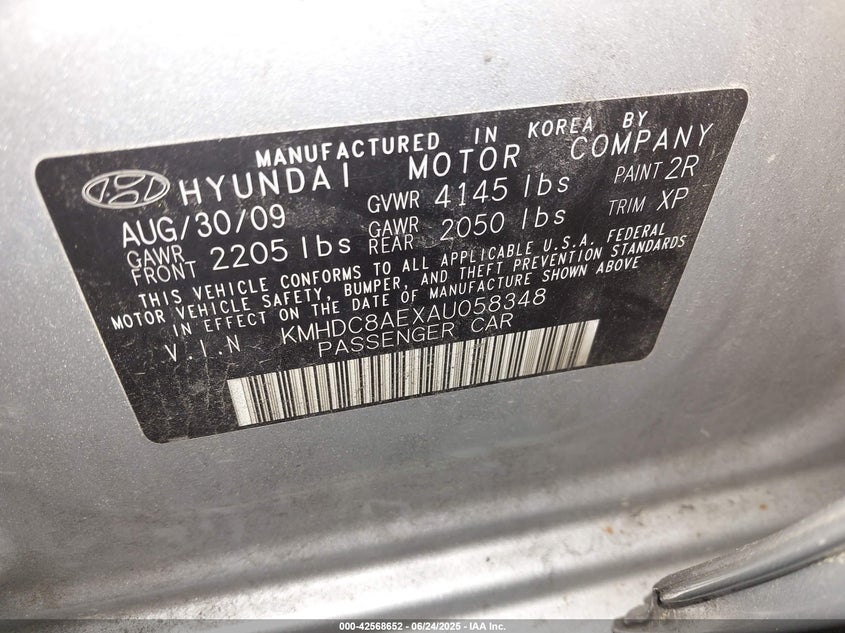 MANUFACTURED IN KOREA BY
HYUNDAI MOTOR COMPANY
AUG/30/09 GVWR 4145 lbs PAINT 2R
GAWR FRONT 2205 lbs GAWR REAR 2050 lbs TRIM XP
THIS VEHICLE CONFORMS TO ALL APPLICABLE U.S.A. FEDERAL
MOTOR VEHICLE SAFETY, BUMPER, AND THEFT PREVENTION STANDARDS
IN EFFECT ON THE DATE OF MANUFACTURE SHOWN ABOVE
V.I.N KMHDC8AEXAU058348
PASSENGER CAR
000-42568652 - 06/24/2025 - IAA Inc.